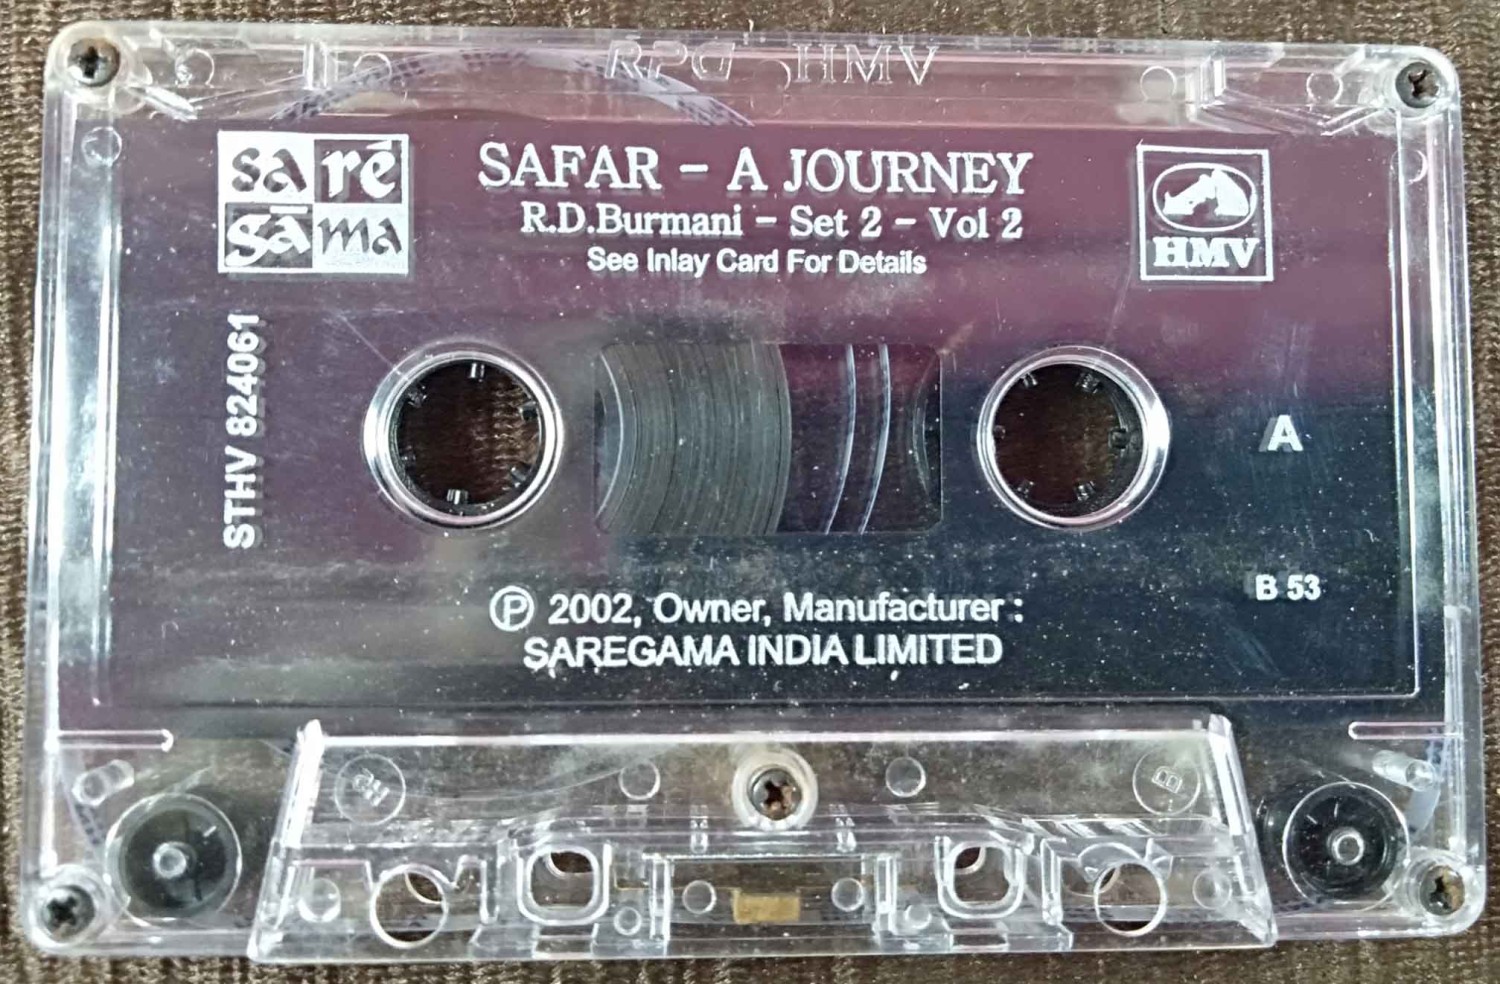 RPG HMV
sa rē
gā ma
SAFAR - A JOURNEY
R.D.Burmani - Set 2 - Vol 2
See Inlay Card For Details
HMV
STHV 824061
A
B 53
Ⓟ 2002, Owner, Manufacturer :
SAREGAMA INDIA LIMITED